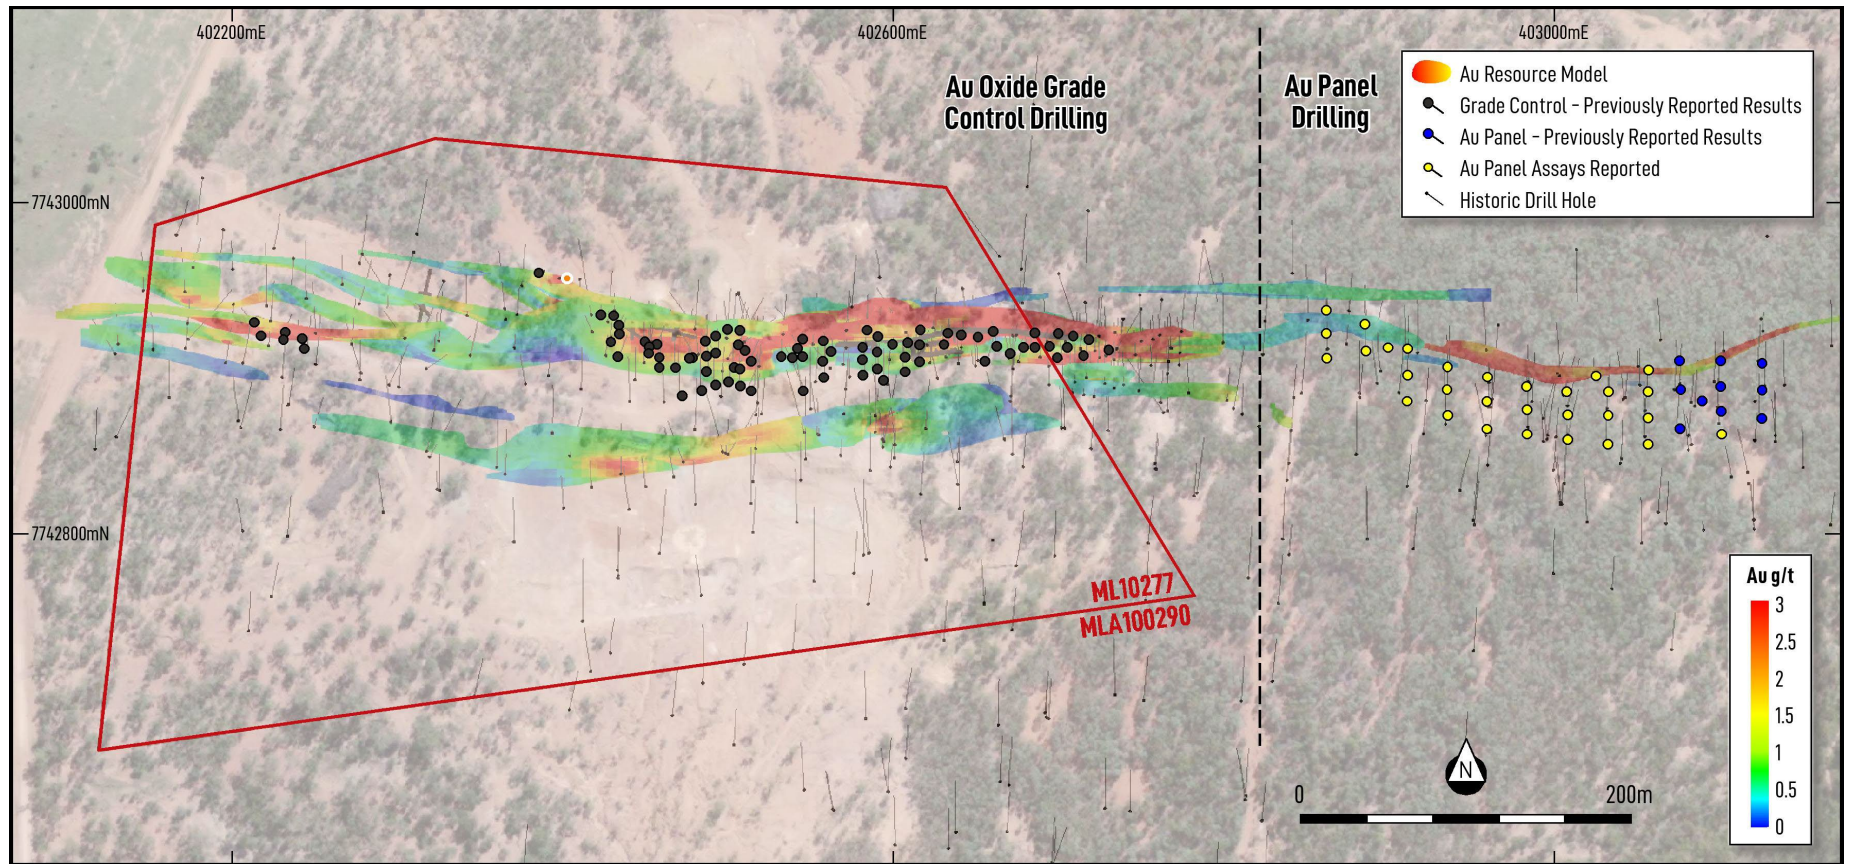 402200mE
402600mE
403000mE
Au Oxide Grade
Control Drilling
Au Panel
Drilling
Au Resource Model
Grade Control - Previously Reported Results
Au Panel - Previously Reported Results
Au Panel Assays Reported
Historic Drill Hole
7743000mN
7742800mN
ML10277
MLA100290
Au g/t
3
2.5
2
1.5
1
0.5
0
N
0
200m